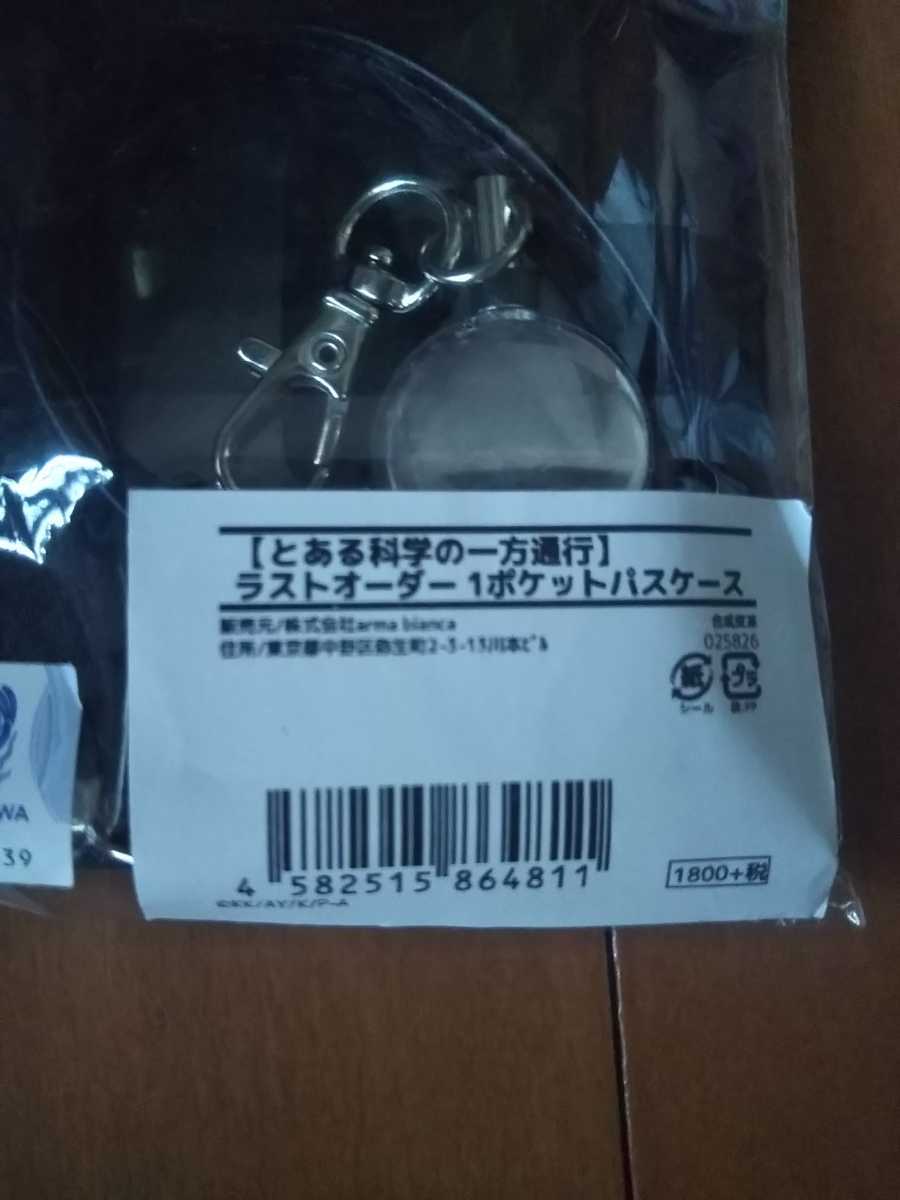 【とある科学の一方通行】
ラストオーダー 1ポケットパスケース
販売元/株式会社arma bianca
住所/東京都中野区弥生町2-3-13川本ビル
合成皮革
025826
紙
プラ
シール
袋:PP
4 582515 864811
1800+税
©KK/AY/K/P-A
WA
39